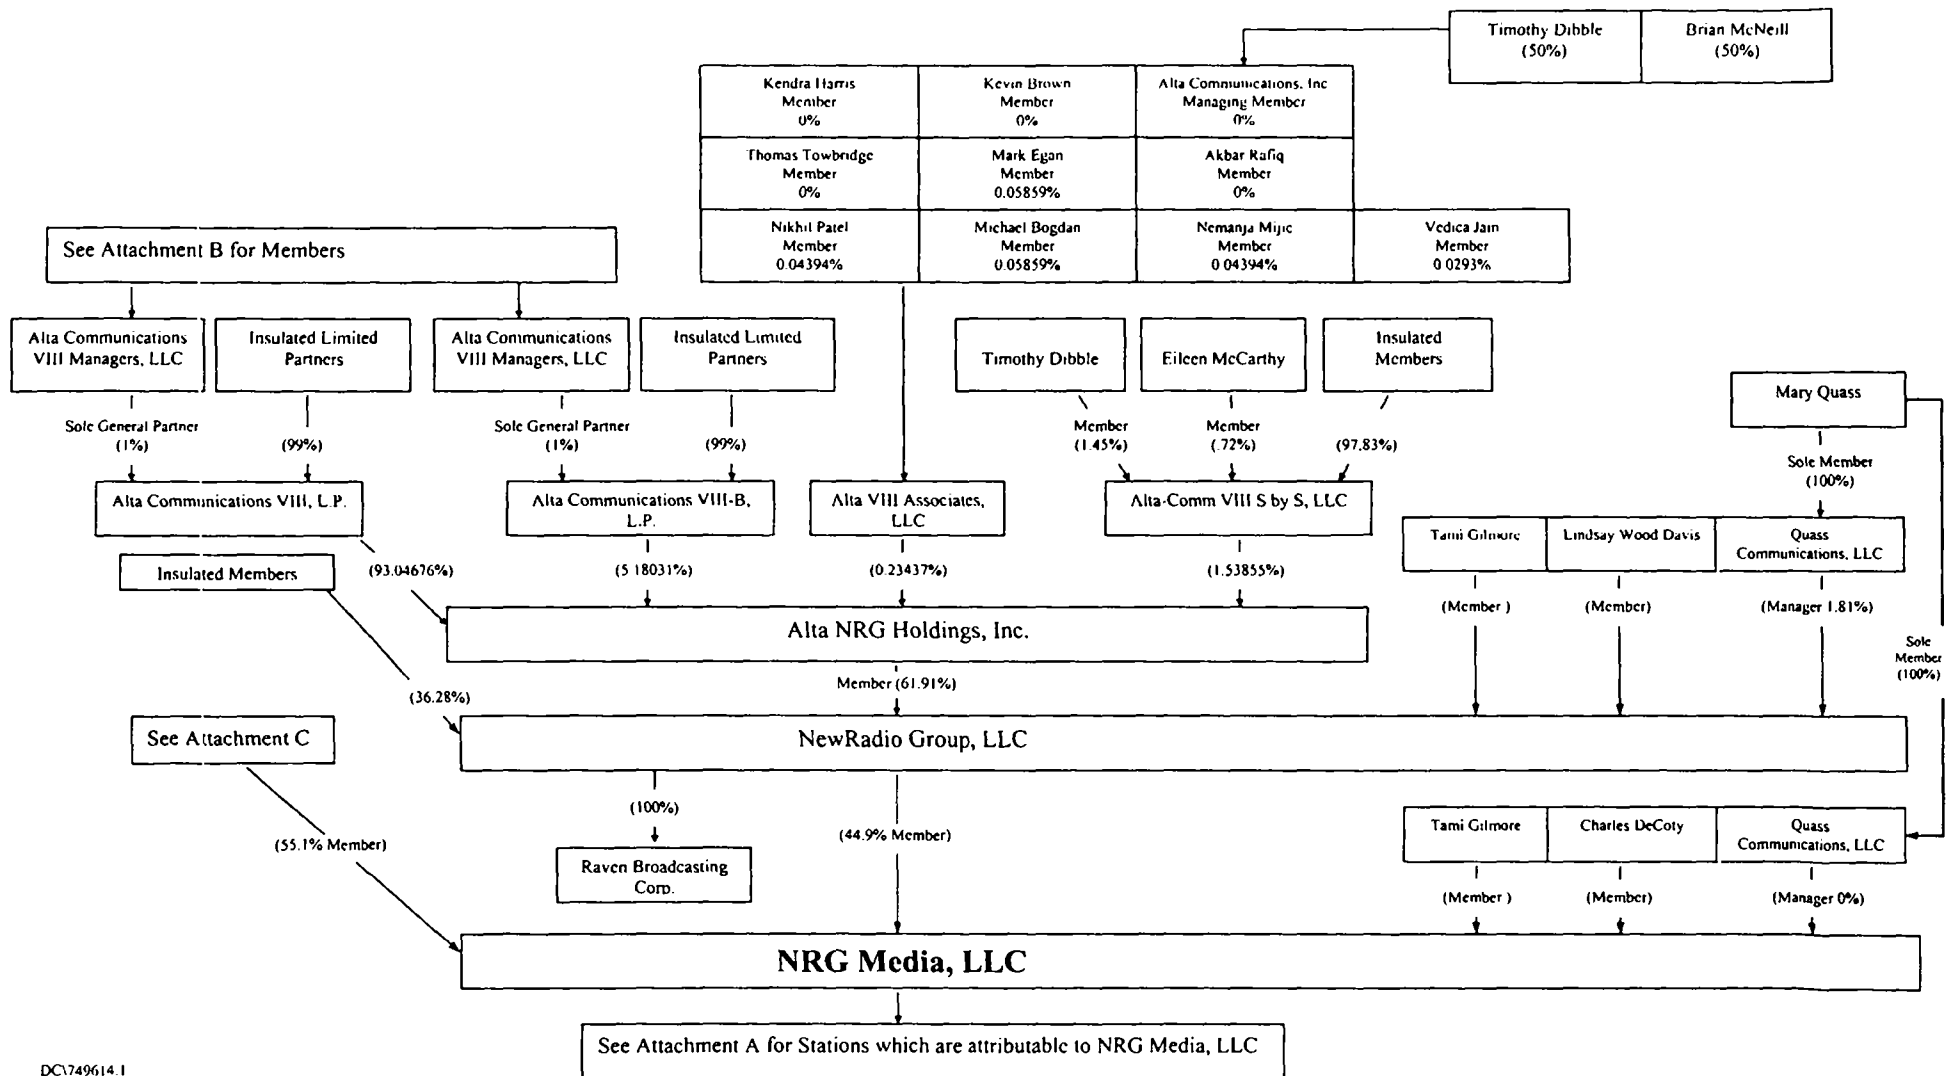 Timothy Dibble
(50%)
Brian McNeill
(50%)
Kendra Harris
Member
0%
Kevin Brown
Member
0%
Alta Communications, Inc
Managing Member
0%
Thomas Towbridge
Member
0%
Mark Egan
Member
0.05859%
Akbar Rafiq
Member
0%
Nikhil Patel
Member
0.04394%
Michael Bogdan
Member
0.05859%
Nemanja Mijic
Member
0 04394%
Vedica Jain
Member
0 0293%
See Attachment B for Members
Alta Communications
VIII Managers, LLC
Insulated Limited
Partners
Alta Communications
VIII Managers, LLC
Insulated Limited
Partners
Timothy Dibble
Eileen McCarthy
Insulated
Members
Mary Quass
Sole General Partner
(1%)
(99%)
Sole General Partner
(1%)
(99%)
Member
(1.45%)
Member
(.72%)
(97.83%)
Sole Member
(100%)
Alta Communications VIII, L.P.
Alta Communications VIII-B,
L.P.
Alta VIII Associates,
LLC
Alta-Comm VIII S by S, LLC
Tami Gilmore
Lindsay Wood Davis
Quass
Communications, LLC
Insulated Members
(93.04676%)
(5 18031%)
(0.23437%)
(1.53855%)
(Member )
(Member)
(Manager 1.81%)
Alta NRG Holdings, Inc.
Sole
Member
(100%)
(36.28%)
Member (61.91%)
See Attachment C
NewRadio Group, LLC
(100%)
(55.1% Member)
(44.9% Member)
Raven Broadcasting
Corp.
Tami Gilmore
Charles DeCoty
Quass
Communications, LLC
(Member )
(Member)
(Manager 0%)
NRG Media, LLC
See Attachment A for Stations which are attributable to NRG Media, LLC
DC\749614.1